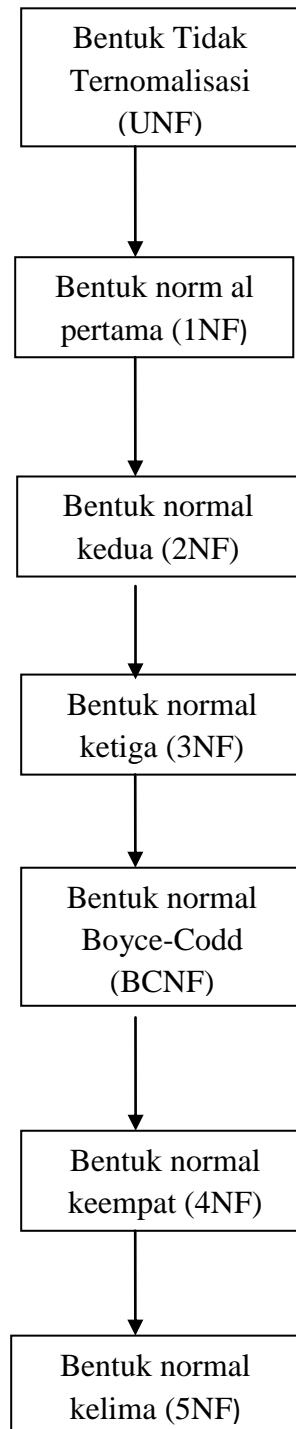 Bentuk Tidak
Ternomalisasi
(UNF)
Bentuk norm al
pertama (1NF)
Bentuk normal
kedua (2NF)
Bentuk normal
ketiga (3NF)
Bentuk normal
Boyce-Codd
(BCNF)
Bentuk normal
keempat (4NF)
Bentuk normal
kelima (5NF)